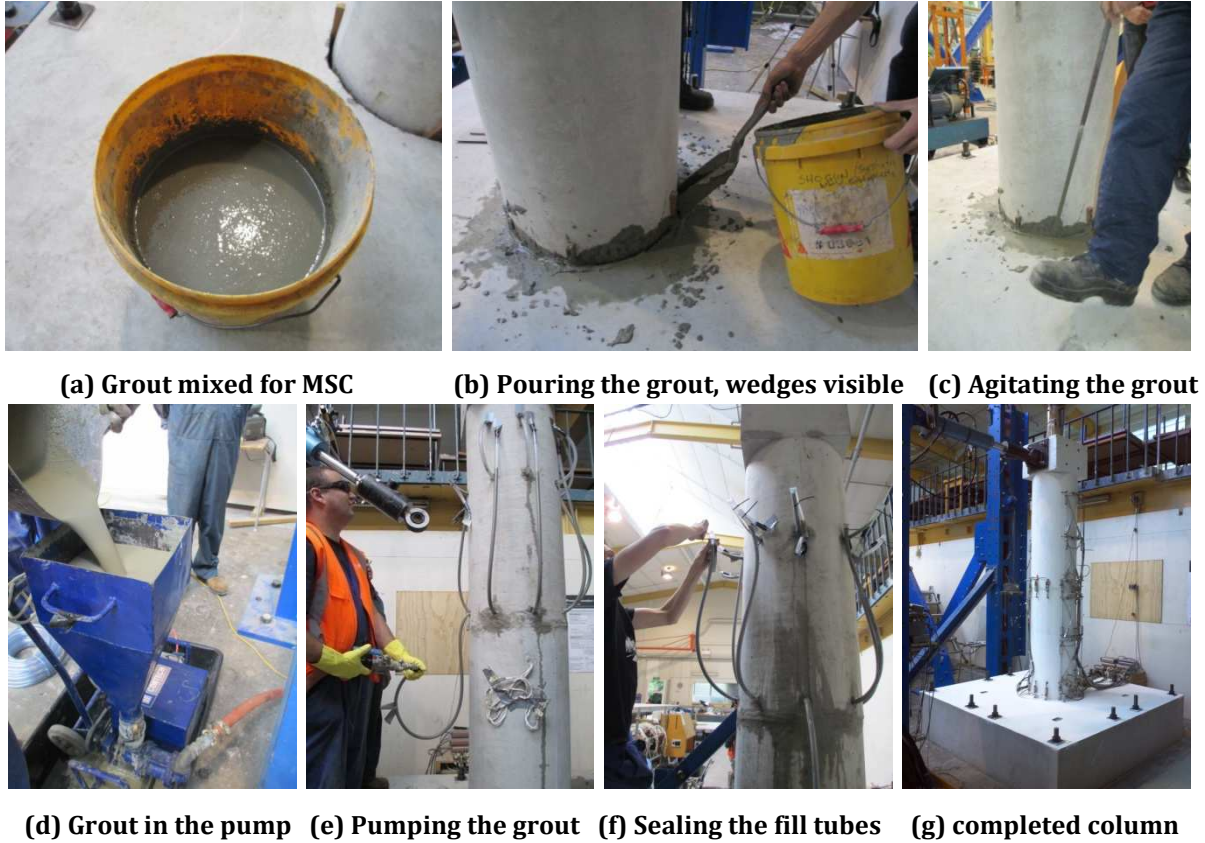 (a) Grout mixed for MSC
(b) Pouring the grout, wedges visible
(c) Agitating the grout
(d) Grout in the pump
(e) Pumping the grout
(f) Sealing the fill tubes
(g) completed column